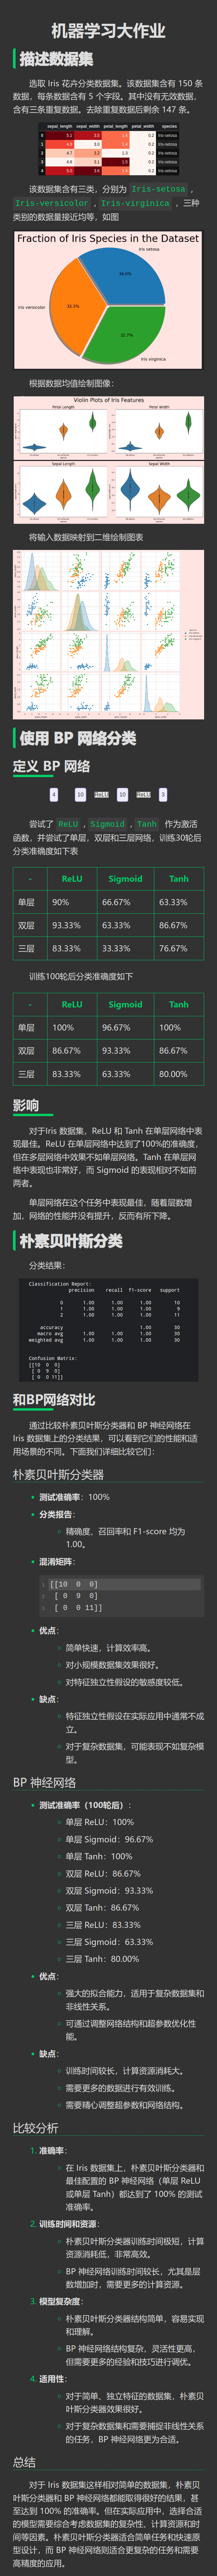 机器学习大作业
描述数据集
选取 Iris 花卉分类数据集。该数据集含有 150 条
数据，每条数据含有 5 个字段。其中没有无效数据，
含有三条重复数据。去除重复数据后剩余 147 条。
sepal_length sepal_width petal_length petal_width species
0 5.1 3.5 1.4 0.2 Iris-setosa
1 4.9 3.0 1.4 0.2 Iris-setosa
2 4.7 3.2 1.3 0.2 Iris-setosa
3 4.6 3.1 1.5 0.2 Iris-setosa
4 5.0 3.6 1.4 0.2 Iris-setosa
该数据集含有三类，分别为 Iris-setosa ，
Iris-versicolor ，Iris-virginica ，三种
类别的数据量接近均等，如图
Fraction of Iris Species in the Dataset
Iris setosa
34.0%
Iris versicolor
33.3%
32.7%
Iris virginica
根据数据均值绘制图像：
Violin Plots of Iris Features
Petal Length
Petal Width
Sepal Length
Sepal Width
将输入数据映射到二维绘制图表
使用 BP 网络分类
定义 BP 网络
4 10 ReLU 10 ReLU 3
尝试了 ReLU ，Sigmoid ，Tanh 作为激活
函数，并尝试了单层，双层和三层网络，训练30轮后
分类准确度如下表
- ReLU Sigmoid Tanh
单层 90% 66.67% 63.33%
双层 93.33% 63.33% 86.67%
三层 83.33% 33.33% 76.67%
训练100轮后分类准确度如下
- ReLU Sigmoid Tanh
单层 100% 96.67% 100%
双层 86.67% 93.33% 86.67%
三层 83.33% 63.33% 80.00%
影响
对于Iris 数据集，ReLU 和 Tanh 在单层网络中表
现最佳。ReLU 在单层网络中达到了100%的准确度，
但在多层网络中效果不如单层网络。Tanh 在单层网
络中表现也非常好，而 Sigmoid 的表现相对不如前
两者。
单层网络在这个任务中表现最佳，随着层数增
加，网络的性能并没有提升，反而有所下降。
朴素贝叶斯分类
分类结果：
Classification Report:
precision recall f1-score support
0 1.00 1.00 1.00 10
1 1.00 1.00 1.00 9
2 1.00 1.00 1.00 11
accuracy 1.00 30
macro avg 1.00 1.00 1.00 30
weighted avg 1.00 1.00 1.00 30
Confusion Matrix:
[[10 0 0]
[ 0 9 0]
[ 0 0 11]]
和BP网络对比
通过比较朴素贝叶斯分类器和 BP 神经网络在
Iris 数据集上的分类结果，可以看到它们的性能和适
用场景的不同。下面我们详细比较它们：
朴素贝叶斯分类器
测试准确率：100%
分类报告：
精确度，召回率和 F1-score 均为
1.00。
混淆矩阵：
1 [[10 0 0]
2 [ 0 9 0]
3 [ 0 0 11]]
优点：
简单快速，计算效率高。
对小规模数据集效果很好。
对特征独立性假设的敏感度较低。
缺点：
特征独立性假设在实际应用中通常不成
立。
对于复杂数据集，可能表现不如复杂模
型。
BP 神经网络
测试准确率（100轮后）：
单层 ReLU：100%
单层 Sigmoid：96.67%
单层 Tanh：100%
双层 ReLU：86.67%
双层 Sigmoid：93.33%
双层 Tanh：86.67%
三层 ReLU：83.33%
三层 Sigmoid：63.33%
三层 Tanh：80.00%
优点：
强大的拟合能力，适用于复杂数据集和
非线性关系。
可通过调整网络结构和超参数优化性
能。
缺点：
训练时间较长，计算资源消耗大。
需要更多的数据进行有效训练。
需要精心调整超参数和网络结构。
比较分析
1. 准确率：
在 Iris 数据集上，朴素贝叶斯分类器和
最佳配置的 BP 神经网络（单层 ReLU
或单层 Tanh）都达到了 100% 的测试
准确率。
2. 训练时间和资源：
朴素贝叶斯分类器训练时间极短，计算
资源消耗低，非常高效。
BP 神经网络训练时间较长，尤其是层
数增加时，需要更多的计算资源。
3. 模型复杂度：
朴素贝叶斯分类器结构简单，容易实现
和理解。
BP 神经网络结构复杂，灵活性更高，
但需要更多的经验和技巧进行调优。
4. 适用性：
对于简单、独立特征的数据集，朴素贝
叶斯分类器效果很好。
对于复杂数据集和需要捕捉非线性关系
的任务，BP 神经网络更为合适。
总结
对于 Iris 数据集这样相对简单的数据集，朴素贝
叶斯分类器和 BP 神经网络都能取得很好的结果，甚
至达到 100% 的准确率。但在实际应用中，选择合适
的模型需要综合考虑数据集的复杂性、计算资源和时
间等因素。朴素贝叶斯分类器适合简单任务和快速原
型设计，而 BP 神经网络则适合更复杂的任务和需要
高精度的应用。